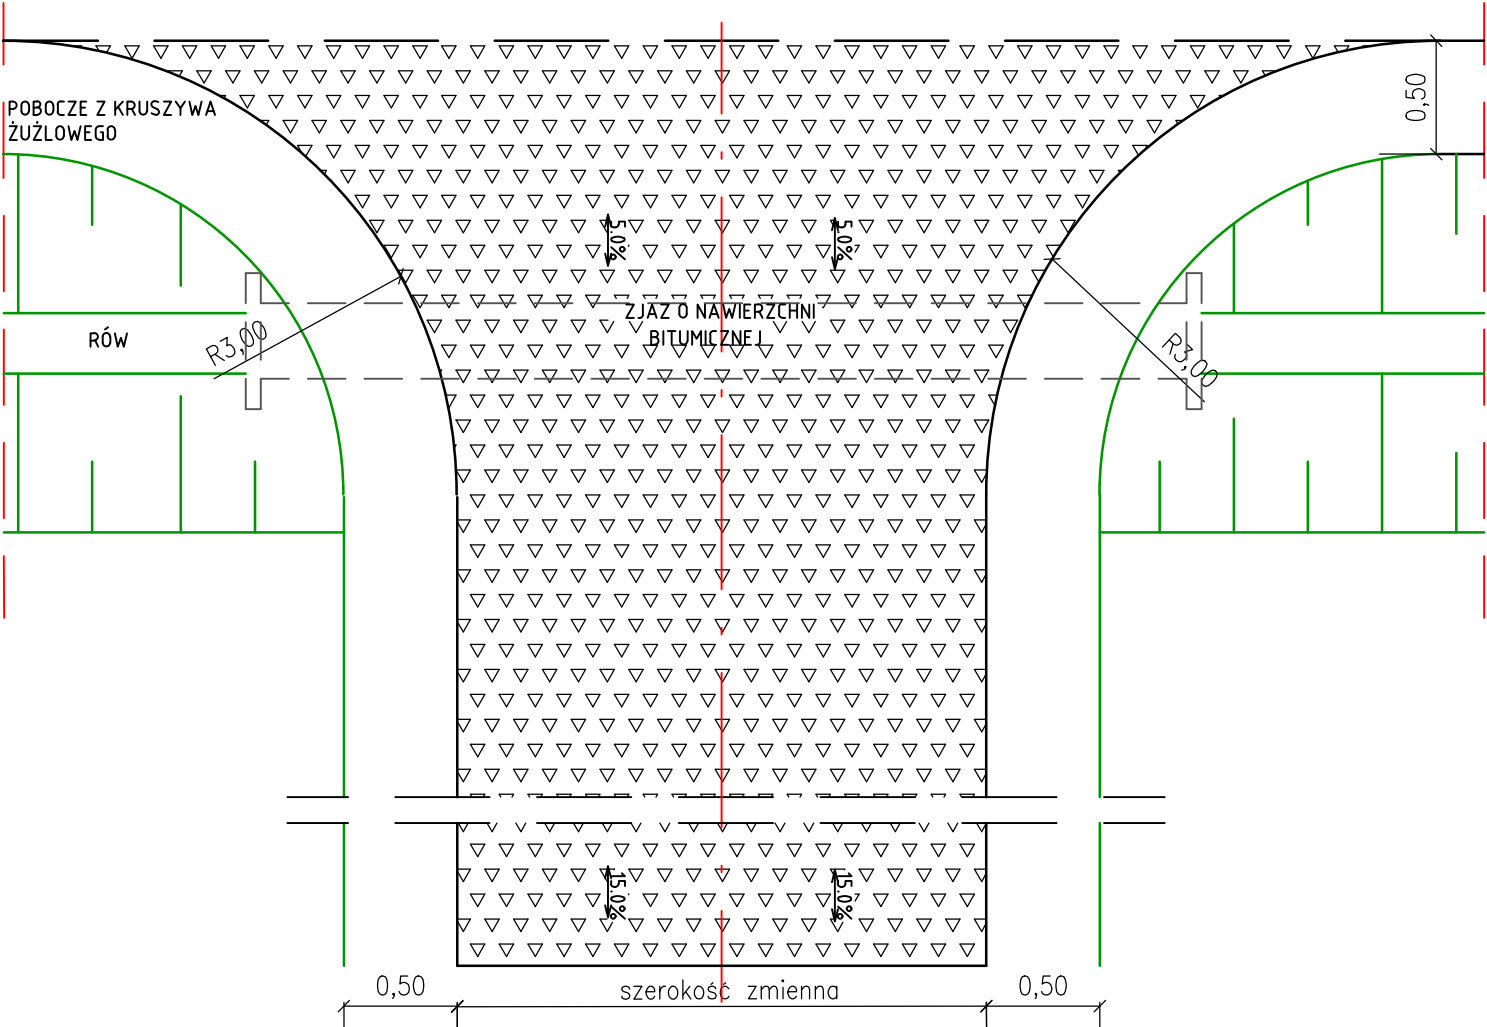 POBOCZE Z KRUSZYWA
ŻUŻLOWEGO
0,50
5.0%
5.0%
ZJAZ O NAWIERZCHNI
BITUMICZNEJ
RÓW
R3,00
R3,00
15.0%
15.0%
0,50
szerokość zmienna
0,50